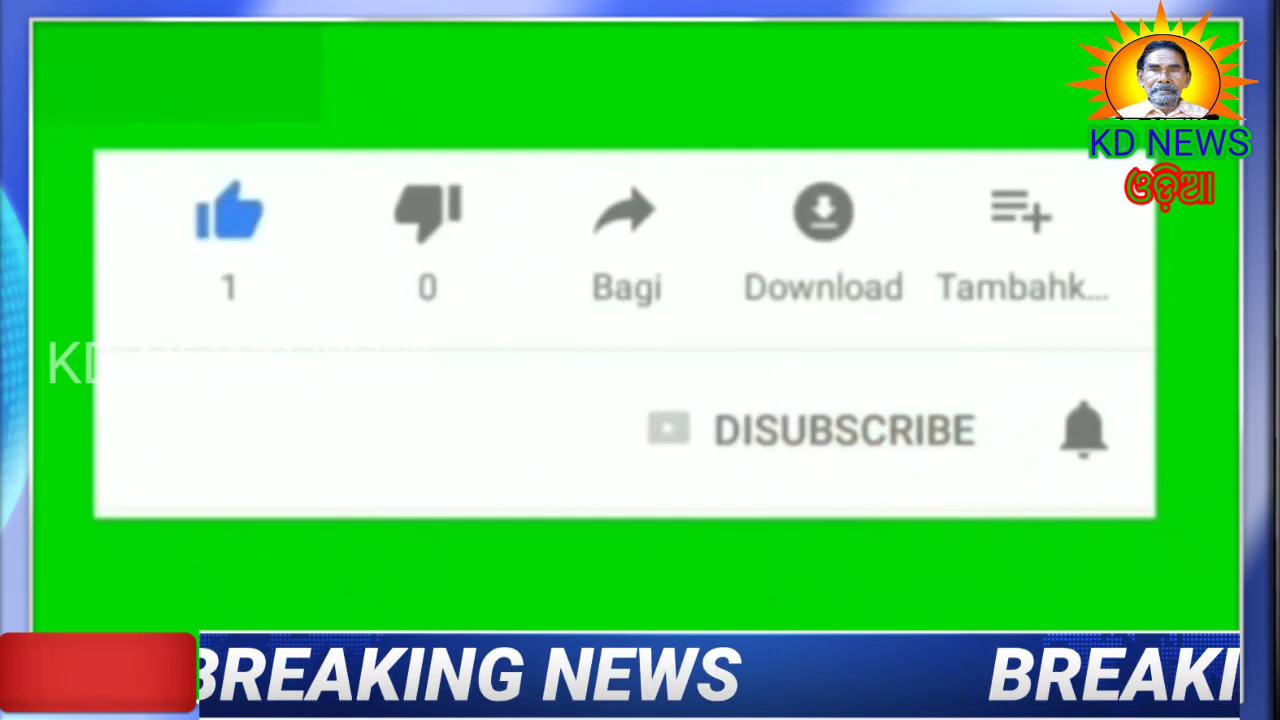 KD NEWS
ଓଡ଼ିଆ
1 0 Bagi Download Tambahk...
DISUBSCRIBE
BREAKING NEWS BREAKI